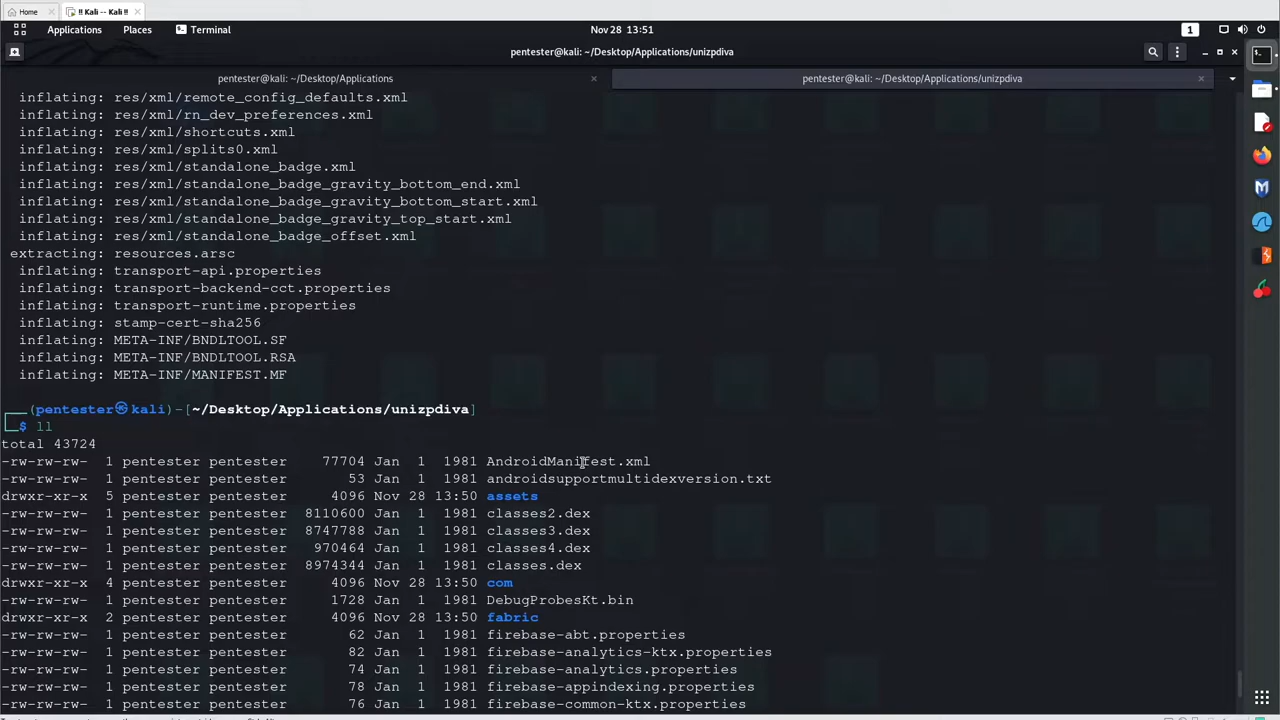 Home
!! Kali -- Kali !!
Applications
Places
Terminal
Nov 28 13:51
1
pentester@kali: ~/Desktop/Applications/unizpdiva
pentester@kali: ~/Desktop/Applications
pentester@kali: ~/Desktop/Applications/unizpdiva
inflating: res/xml/remote_config_defaults.xml
inflating: res/xml/rn_dev_preferences.xml
inflating: res/xml/shortcuts.xml
inflating: res/xml/splits0.xml
inflating: res/xml/standalone_badge.xml
inflating: res/xml/standalone_badge_gravity_bottom_end.xml
inflating: res/xml/standalone_badge_gravity_bottom_start.xml
inflating: res/xml/standalone_badge_gravity_top_start.xml
inflating: res/xml/standalone_badge_offset.xml
extracting: resources.arsc
inflating: transport-api.properties
inflating: transport-backend-cct.properties
inflating: transport-runtime.properties
inflating: stamp-cert-sha256
inflating: META-INF/BNDLTOOL.SF
inflating: META-INF/BNDLTOOL.RSA
inflating: META-INF/MANIFEST.MF
(pentester㉿kali)-[~/Desktop/Applications/unizpdiva]
$ ll
total 43724
-rw-rw-rw- 1 pentester pentester 77704 Jan 1 1981 AndroidManifest.xml
-rw-rw-rw- 1 pentester pentester 53 Jan 1 1981 androidsupportmultidexversion.txt
drwxr-xr-x 5 pentester pentester 4096 Nov 28 13:50 assets
-rw-rw-rw- 1 pentester pentester 8110600 Jan 1 1981 classes2.dex
-rw-rw-rw- 1 pentester pentester 8747788 Jan 1 1981 classes3.dex
-rw-rw-rw- 1 pentester pentester 970464 Jan 1 1981 classes4.dex
-rw-rw-rw- 1 pentester pentester 8974344 Jan 1 1981 classes.dex
drwxr-xr-x 4 pentester pentester 4096 Nov 28 13:50 com
-rw-rw-rw- 1 pentester pentester 1728 Jan 1 1981 DebugProbesKt.bin
drwxr-xr-x 2 pentester pentester 4096 Nov 28 13:50 fabric
-rw-rw-rw- 1 pentester pentester 62 Jan 1 1981 firebase-abt.properties
-rw-rw-rw- 1 pentester pentester 82 Jan 1 1981 firebase-analytics-ktx.properties
-rw-rw-rw- 1 pentester pentester 74 Jan 1 1981 firebase-analytics.properties
-rw-rw-rw- 1 pentester pentester 78 Jan 1 1981 firebase-appindexing.properties
-rw-rw-rw- 1 pentester pentester 76 Jan 1 1981 firebase-common-ktx.properties